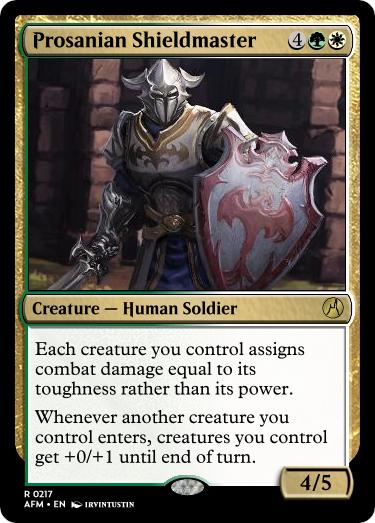 Prosanian Shieldmaster 4
Creature — Human Soldier
Each creature you control assigns
combat damage equal to its
toughness rather than its power.
Whenever another creature you
control enters, creatures you control
get +0/+1 until end of turn.
4/5
R 0217
AFM • EN IRVINTUSTIN